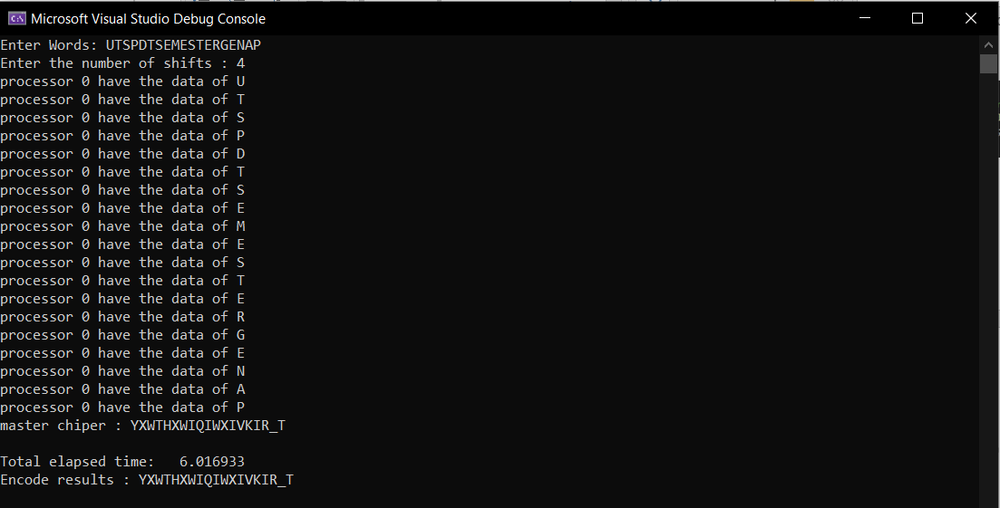 Microsoft Visual Studio Debug Console
Enter Words: UTSPDTSEMESTERGENAP
Enter the number of shifts : 4
processor 0 have the data of U
processor 0 have the data of T
processor 0 have the data of S
processor 0 have the data of P
processor 0 have the data of D
processor 0 have the data of T
processor 0 have the data of S
processor 0 have the data of E
processor 0 have the data of M
processor 0 have the data of E
processor 0 have the data of S
processor 0 have the data of T
processor 0 have the data of E
processor 0 have the data of R
processor 0 have the data of G
processor 0 have the data of E
processor 0 have the data of N
processor 0 have the data of A
processor 0 have the data of P
master chiper : YXWTHXWIQIWXIVKIR_T
Total elapsed time:   6.016933
Encode results : YXWTHXWIQIWXIVKIR_T